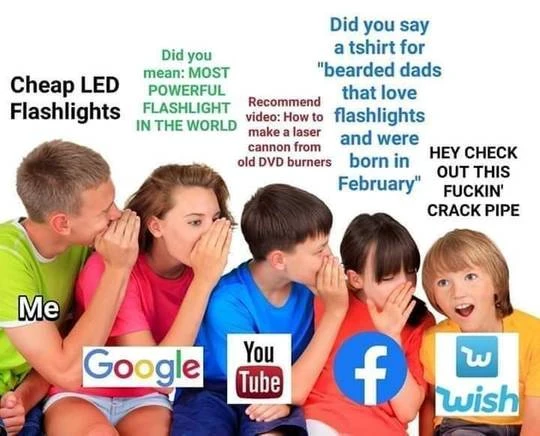 Cheap LED
Flashlights
Did you
mean: MOST
POWERFUL
FLASHLIGHT
IN THE WORLD
Recommend
video: How to
make a laser
cannon from
old DVD burners
Did you say
a tshirt for
"bearded dads
that love
flashlights
and were
born in
February"
HEY CHECK
OUT THIS
FUCKIN'
CRACK PIPE
Me
Google
You
Tube
f
w
wish